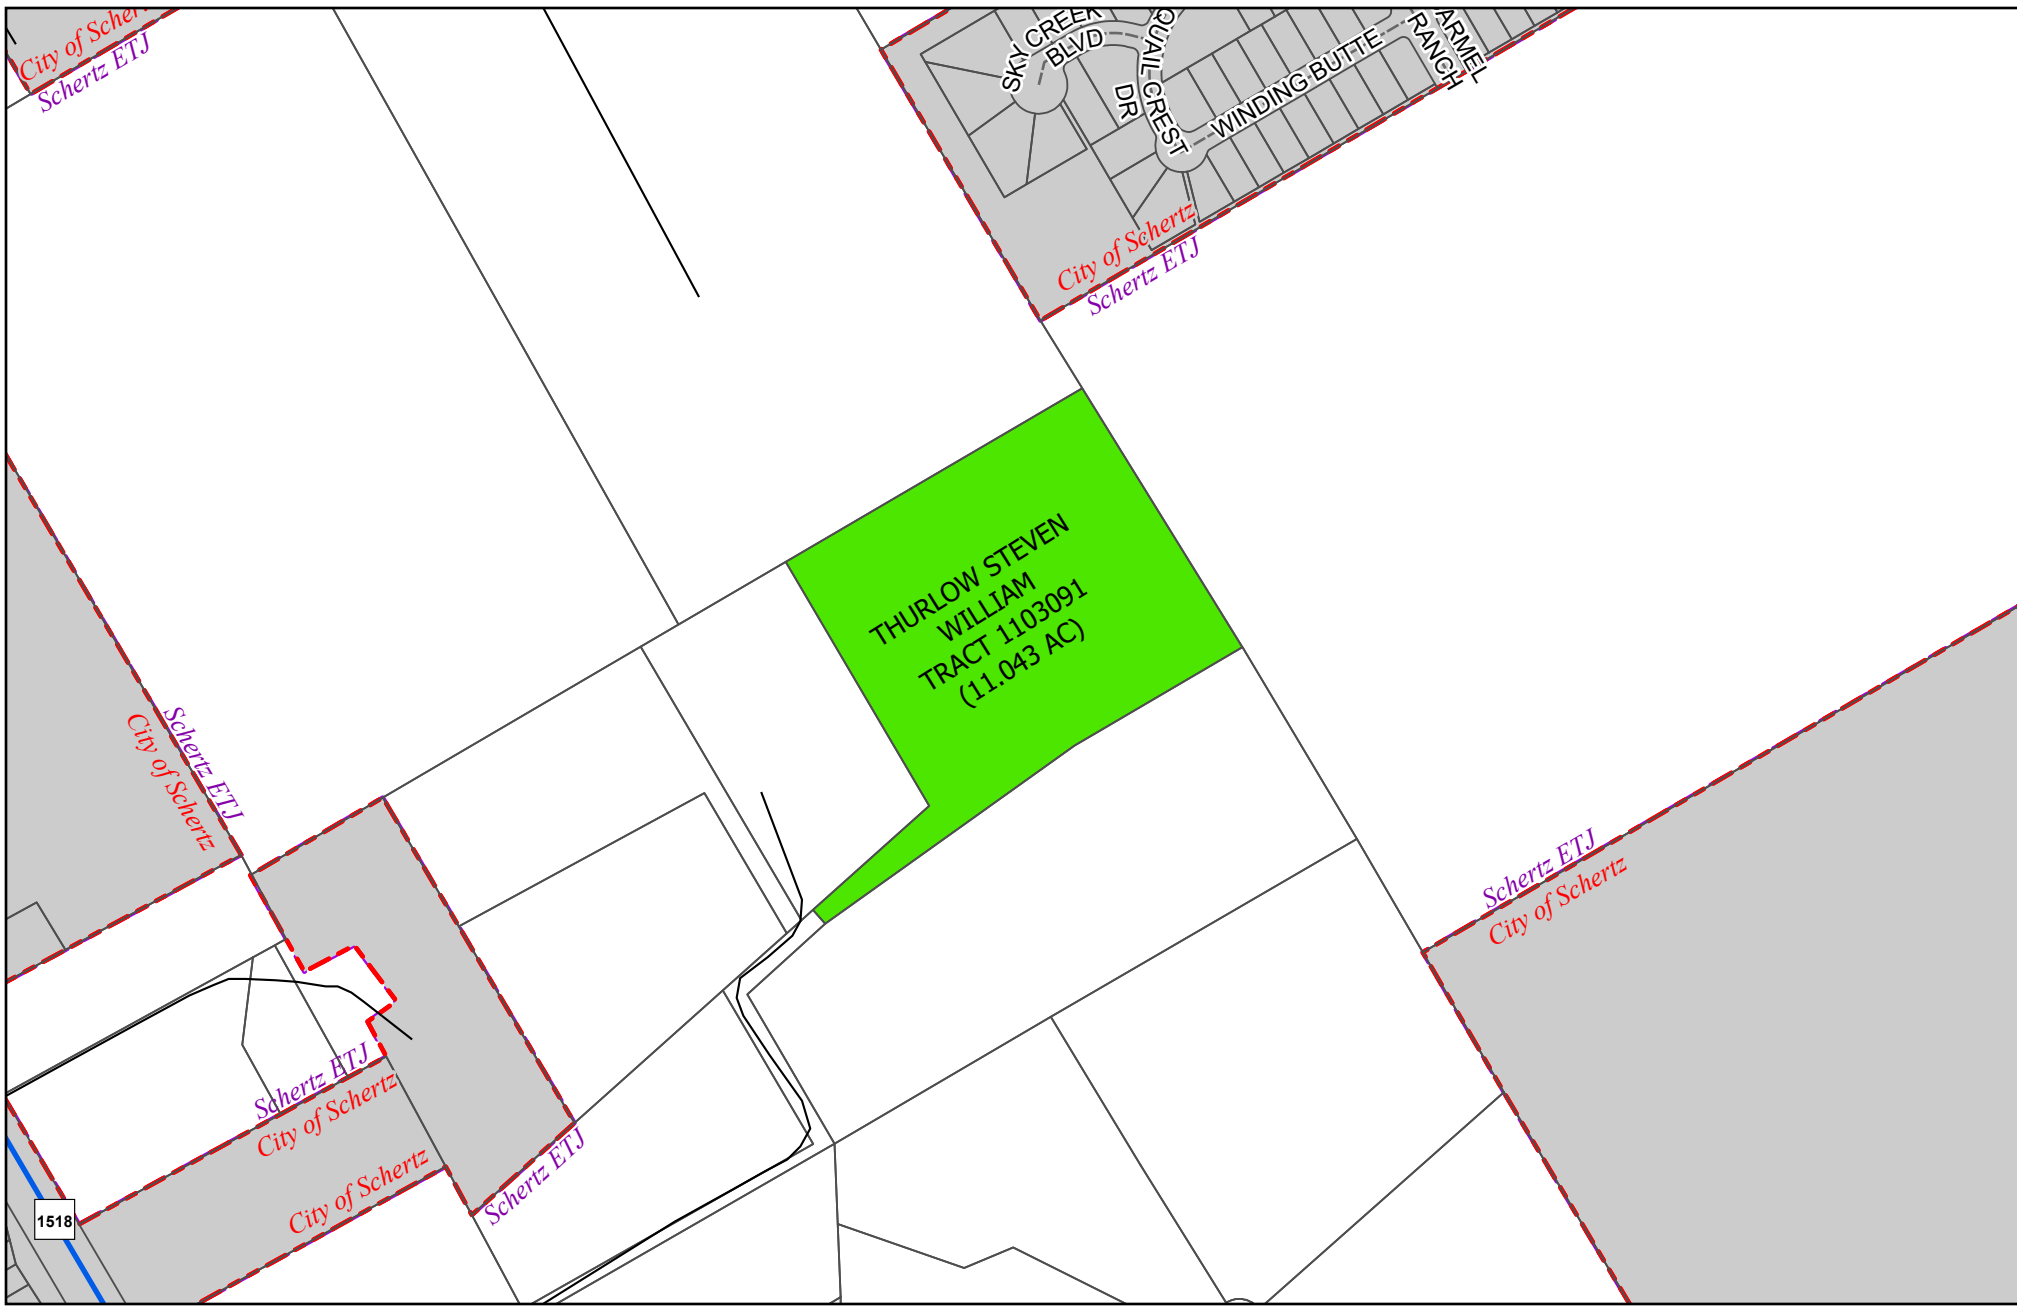 City of Scher
Schertz ETJ
SKY CREEK
BLVD
QUAIL CREST
DR
WINDING BUTTE
ARMEL
RANCH
City of Schertz
Schertz ETJ
THURLOW STEVEN
WILLIAM
TRACT 1103091
(11.043 AC)
Schertz ETJ
City of Schertz
Schertz ETJ
City of Schertz
Schertz ETJ
City of Schertz
City of Schertz
Schertz ETJ
1518